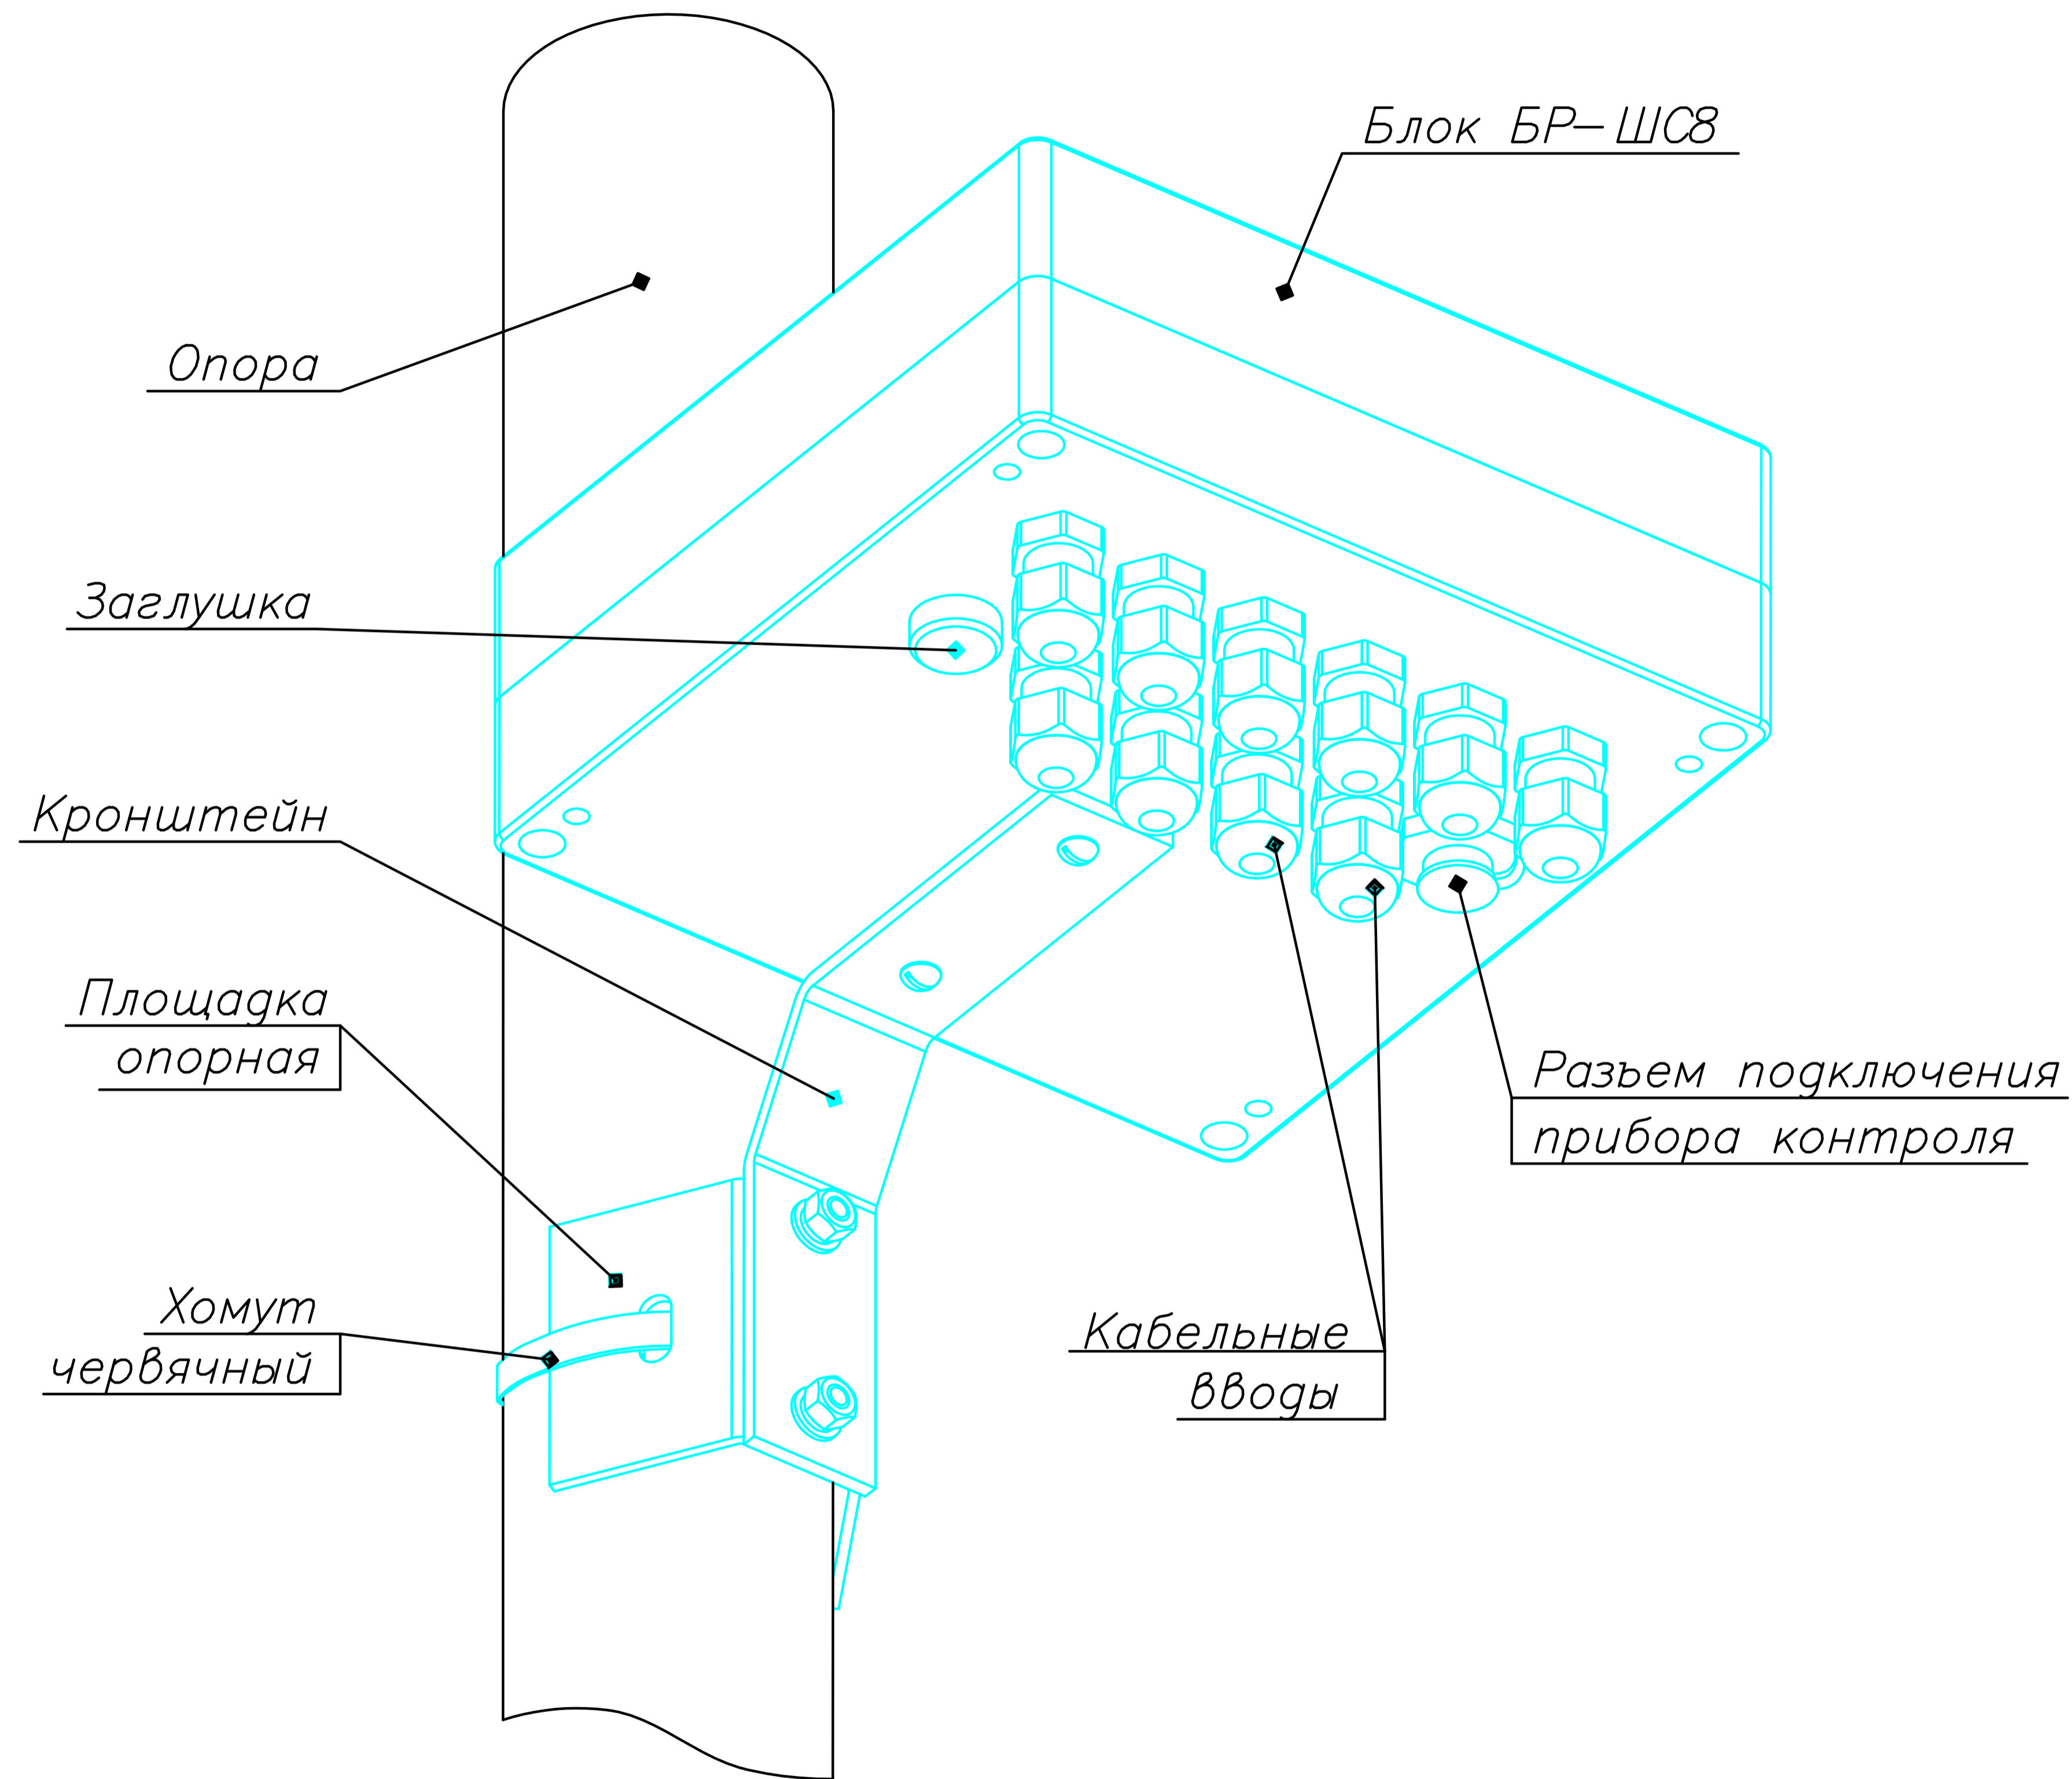 Блок БР-ШС8
Опора
Заглушка
Кронштейн
Площадка
опорная
Разъем подключения
прибора контроля
Хомут
червячный
Кабельные
вводы